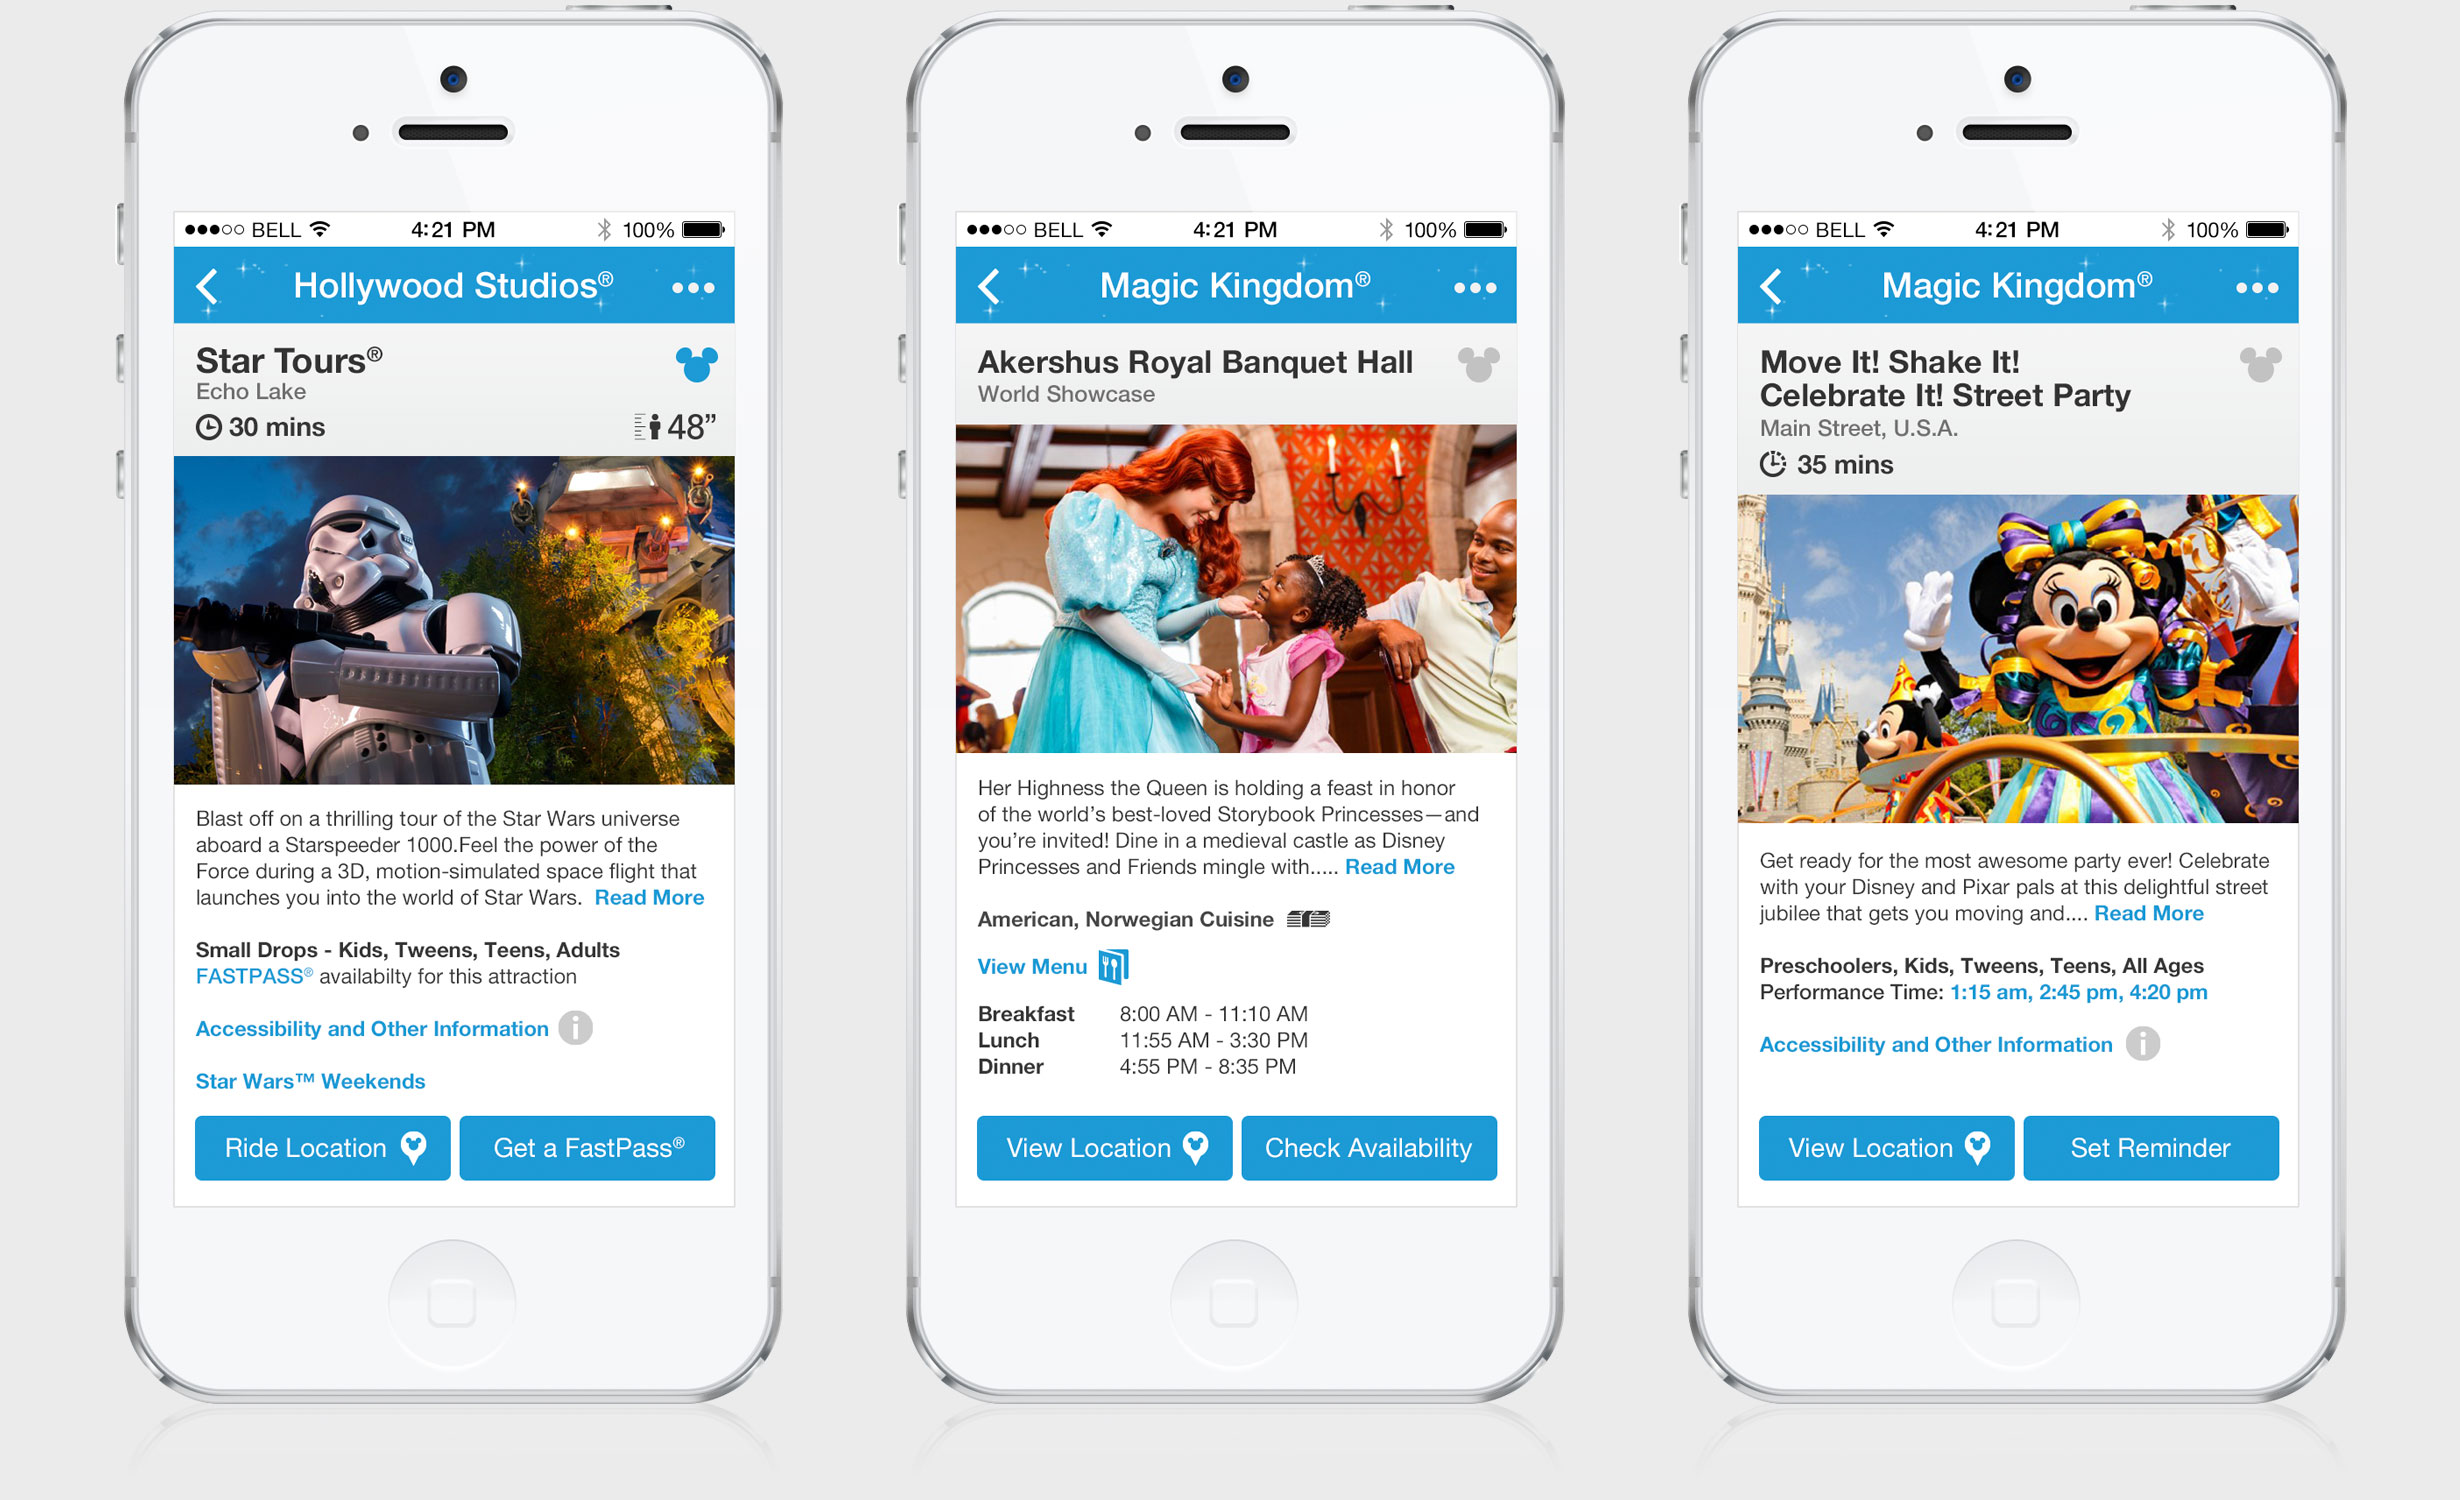 BELL 4:21 PM 100%
Hollywood Studios®
Star Tours®
Echo Lake
30 mins 48”
Blast off on a thrilling tour of the Star Wars universe
aboard a Starspeeder 1000.Feel the power of the
Force during a 3D, motion-simulated space flight that
launches you into the world of Star Wars. Read More
Small Drops - Kids, Tweens, Teens, Adults
FASTPASS® availabilty for this attraction
Accessibility and Other Information i
Star Wars™ Weekends
Ride Location Get a FastPass®
BELL 4:21 PM 100%
Magic Kingdom®
Akershus Royal Banquet Hall
World Showcase
Her Highness the Queen is holding a feast in honor
of the world’s best-loved Storybook Princesses—and
you’re invited! Dine in a medieval castle as Disney
Princesses and Friends mingle with..... Read More
American, Norwegian Cuisine
View Menu
Breakfast 8:00 AM - 11:10 AM
Lunch 11:55 AM - 3:30 PM
Dinner 4:55 PM - 8:35 PM
View Location Check Availability
BELL 4:21 PM 100%
Magic Kingdom®
Move It! Shake It!
Celebrate It! Street Party
Main Street, U.S.A.
35 mins
Get ready for the most awesome party ever! Celebrate
with your Disney and Pixar pals at this delightful street
jubilee that gets you moving and.... Read More
Preschoolers, Kids, Tweens, Teens, All Ages
Performance Time: 1:15 am, 2:45 pm, 4:20 pm
Accessibility and Other Information i
View Location Set Reminder